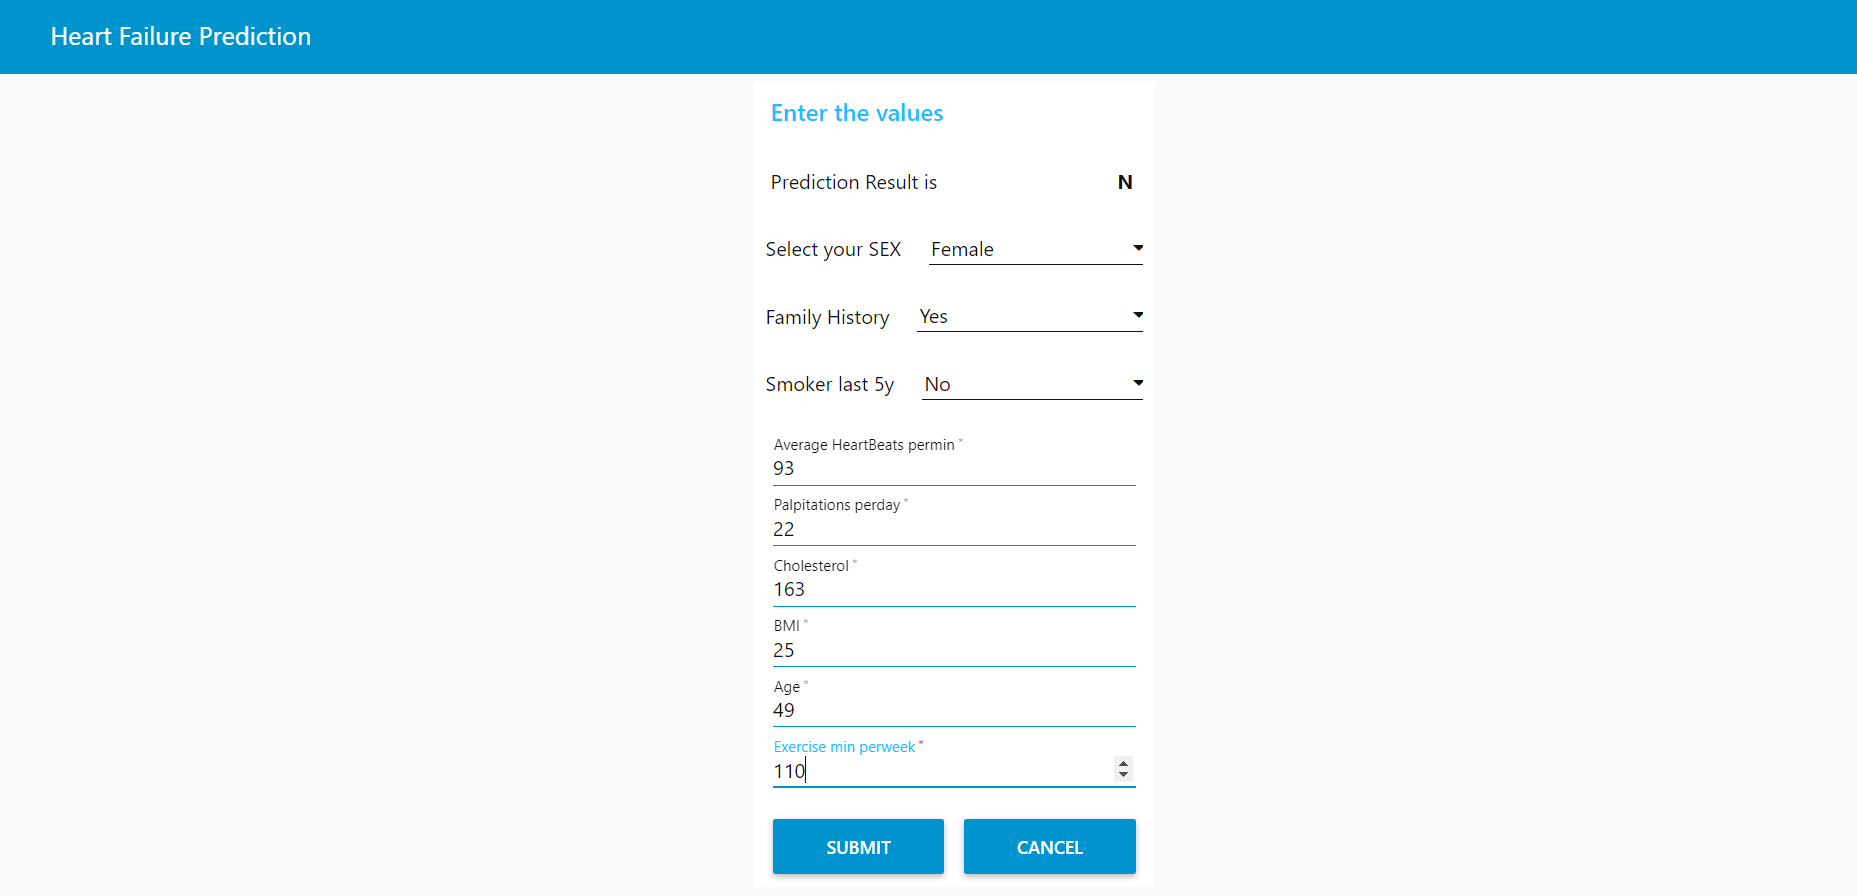 Heart Failure Prediction
Enter the values
Prediction Result is N
Select your SEX Female
Family History Yes
Smoker last 5y No
Average HeartBeats permin *
93
Palpitations perday *
22
Cholesterol *
163
BMI *
25
Age *
49
Exercise min perweek *
110
SUBMIT CANCEL